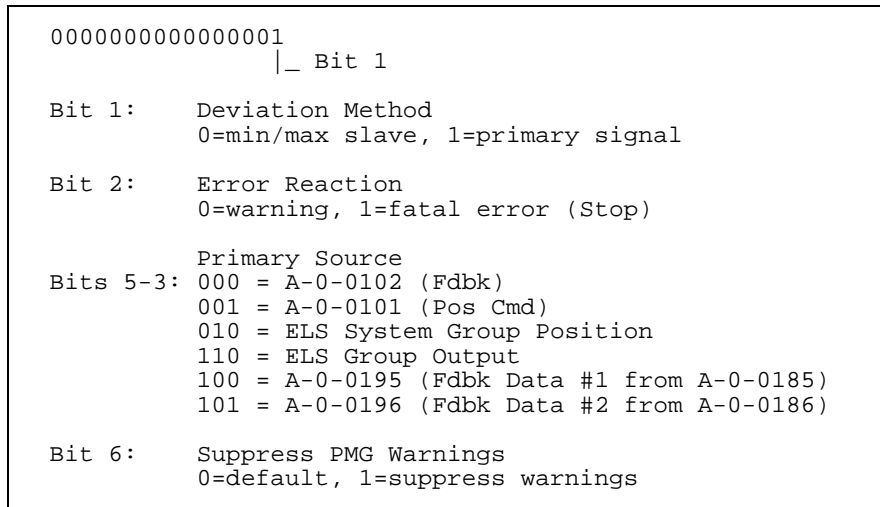 0000000000000001
|_ Bit 1
Bit 1: Deviation Method
0=min/max slave, 1=primary signal
Bit 2: Error Reaction
0=warning, 1=fatal error (Stop)
Primary Source
Bits 5-3: 000 = A-0-0102 (Fdbk)
001 = A-0-0101 (Pos Cmd)
010 = ELS System Group Position
110 = ELS Group Output
100 = A-0-0195 (Fdbk Data #1 from A-0-0185)
101 = A-0-0196 (Fdbk Data #2 from A-0-0186)
Bit 6: Suppress PMG Warnings
0=default, 1=suppress warnings